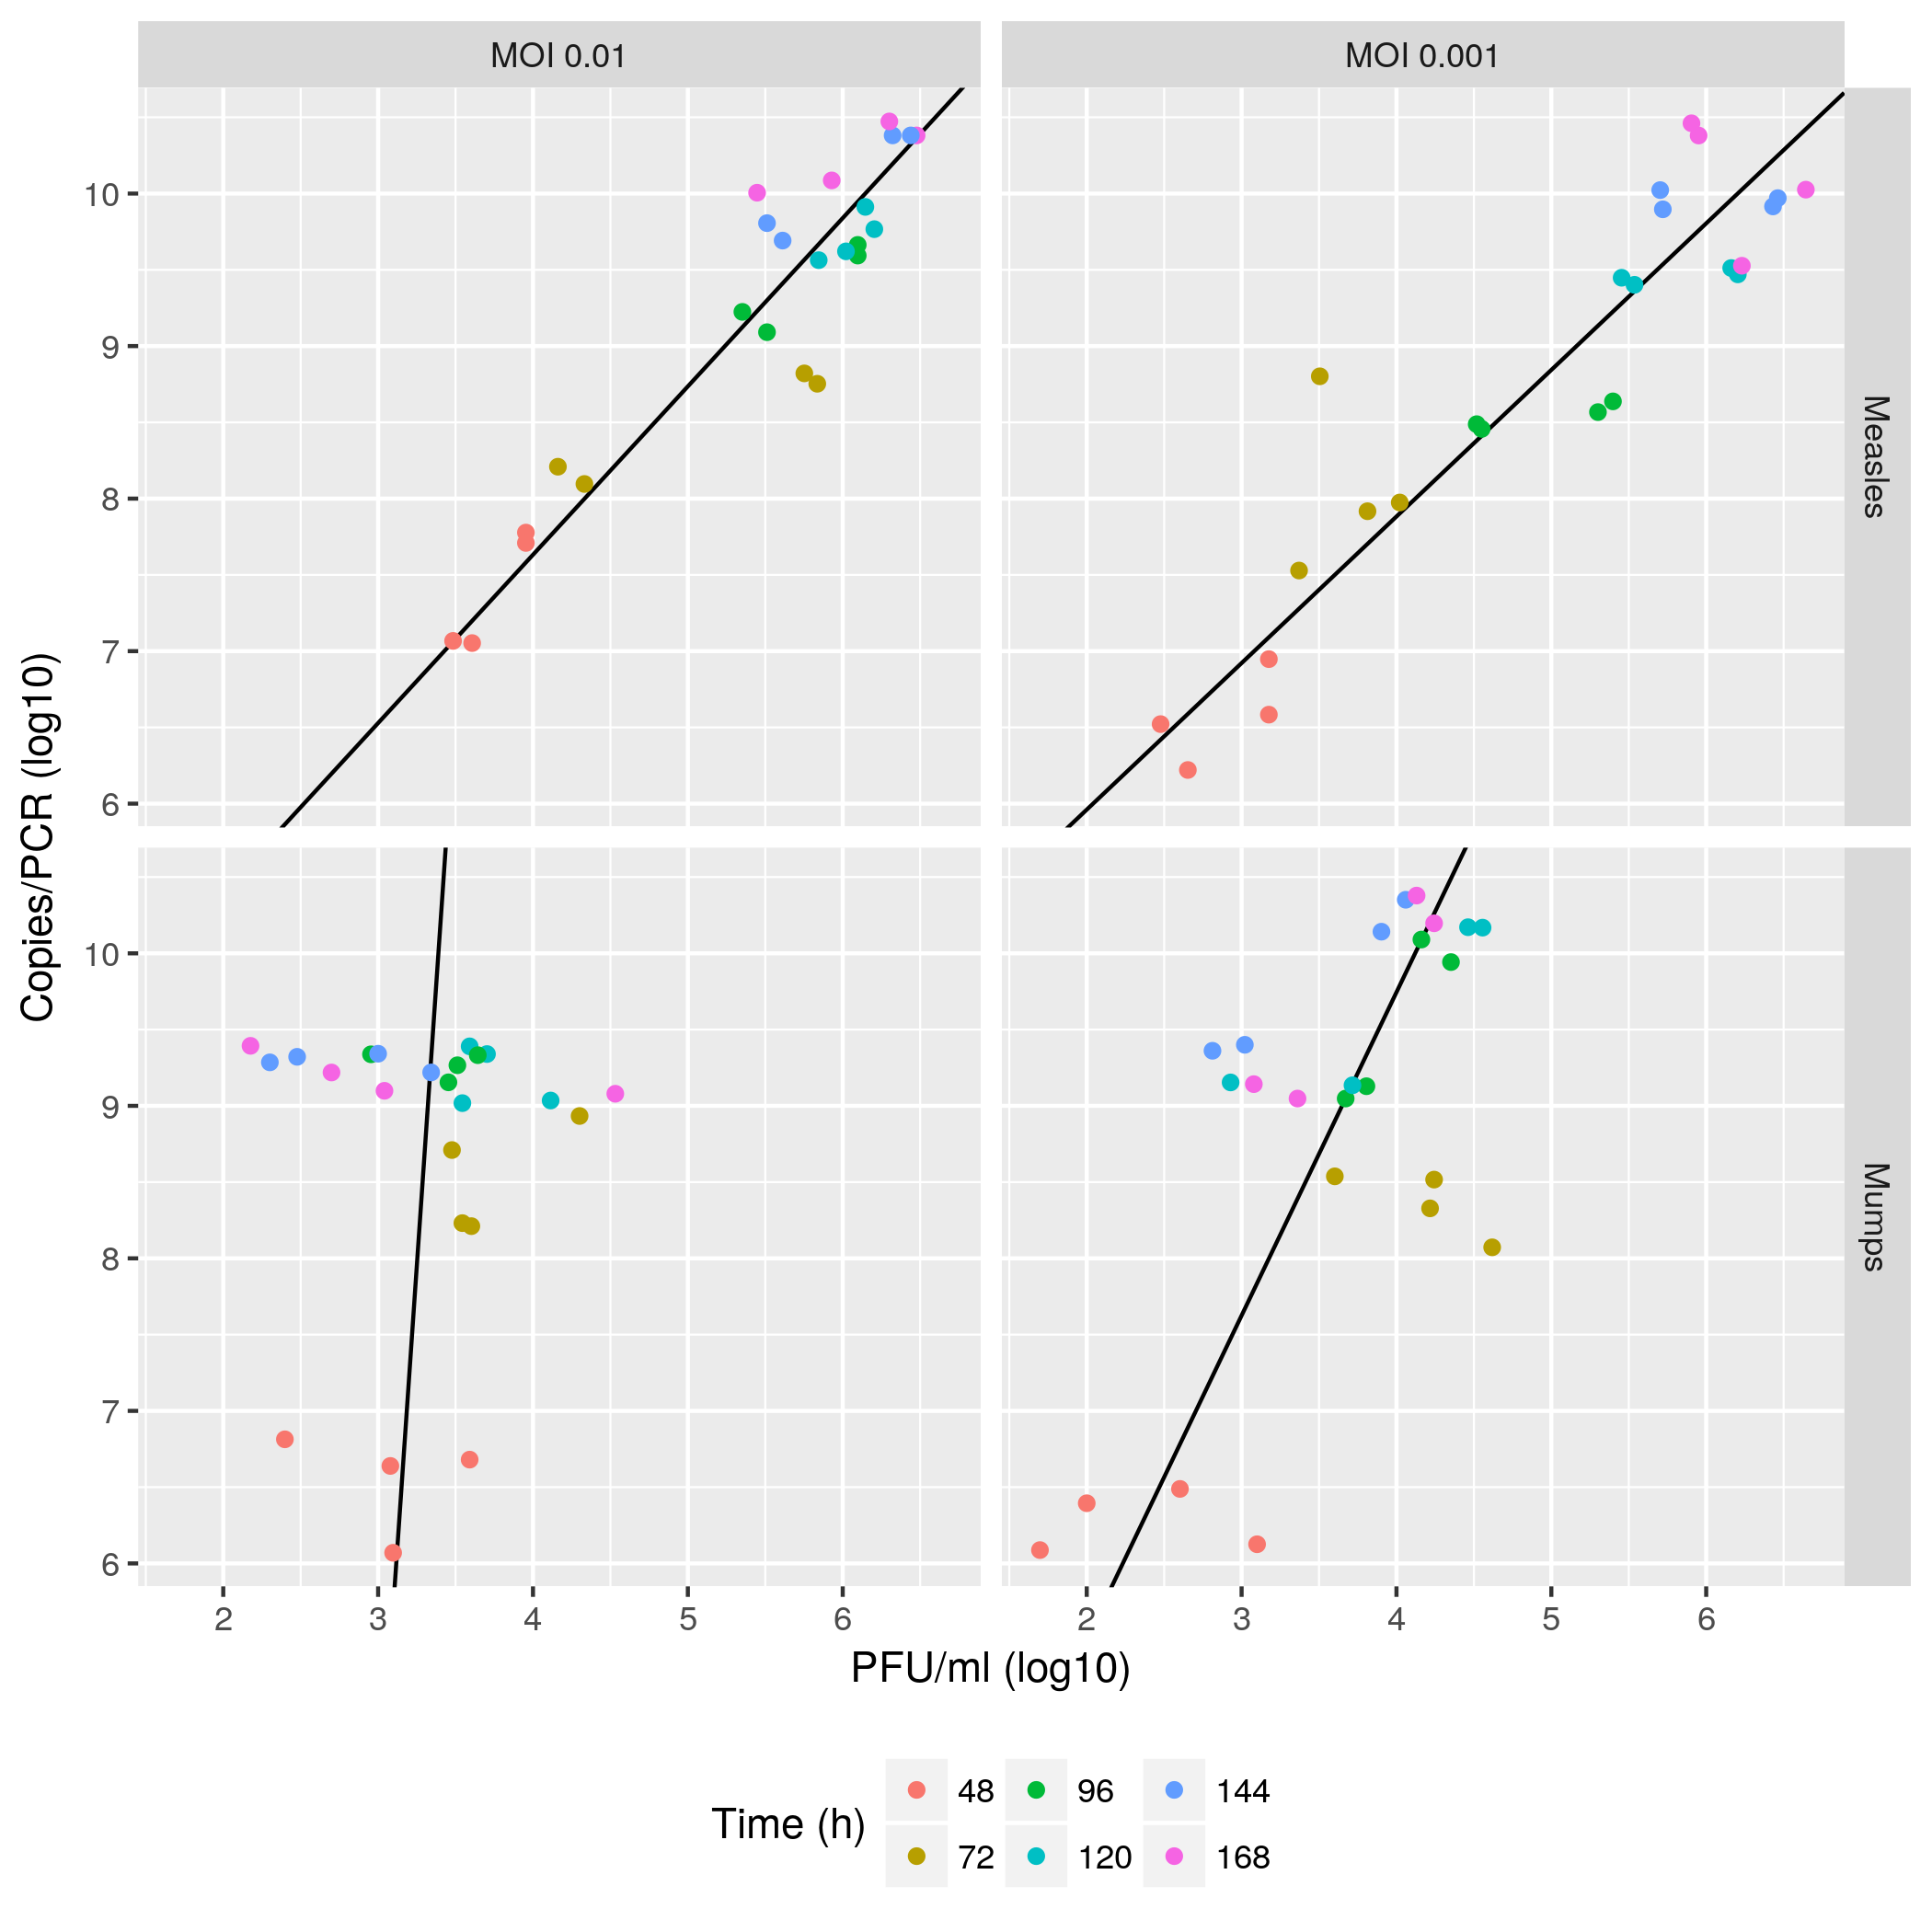 MOI 0.01
MOI 0.001
Copies/PCR (log10)
10
9
8
7
6
Measles
10
9
8
7
6
Mumps
2 3 4 5 6
2 3 4 5 6
PFU/ml (log10)
Time (h)
48 96 144
72 120 168